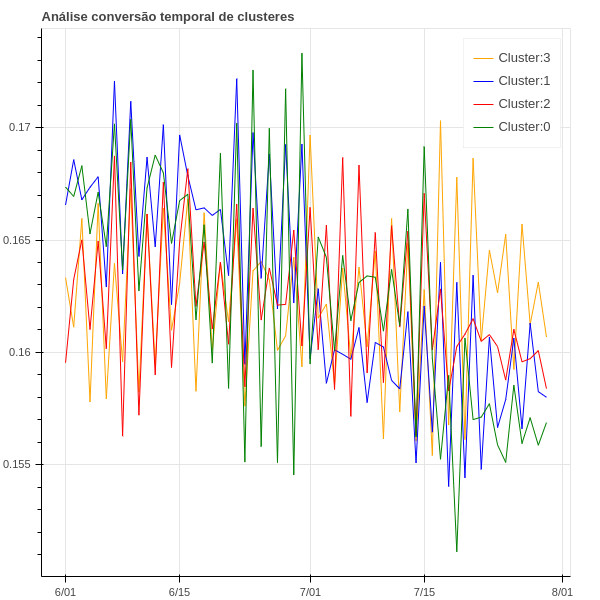 Análise conversão temporal de clusteres
Cluster:3
Cluster:1
Cluster:2
Cluster:0
0.17
0.165
0.16
0.155
6/01 6/15 7/01 7/15 8/01